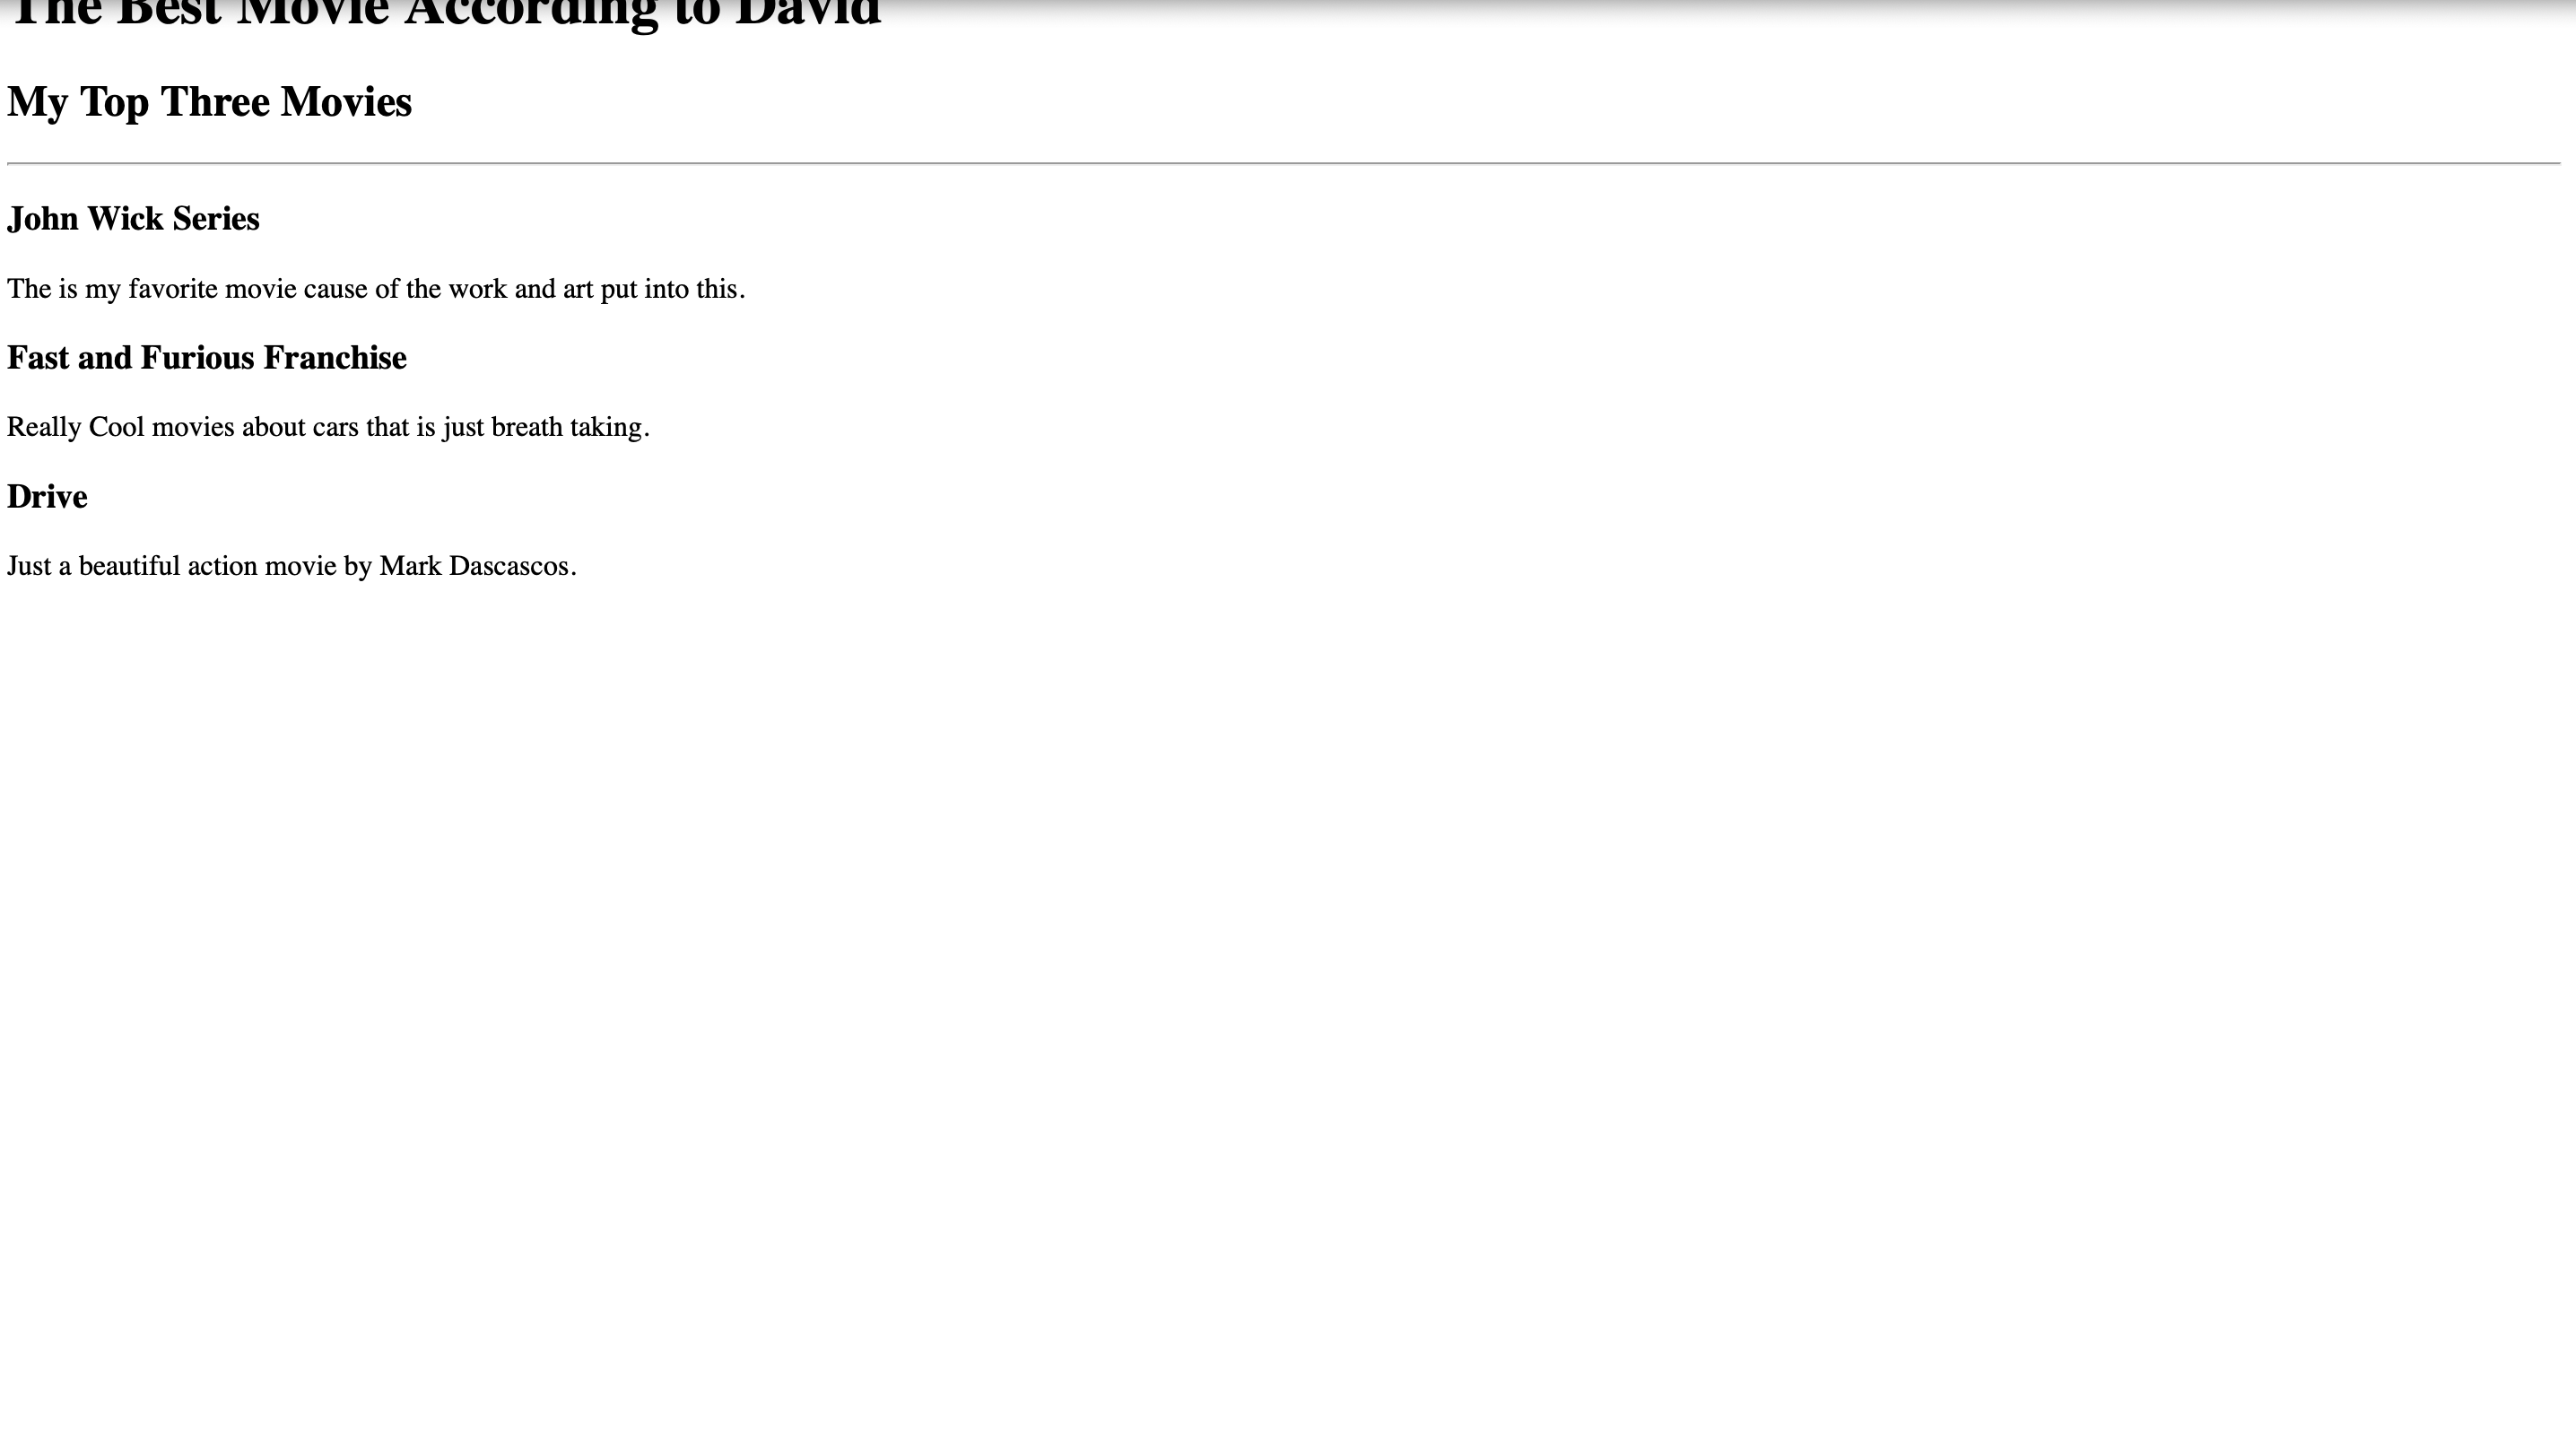 The Best Movie According to David
My Top Three Movies
John Wick Series
The is my favorite movie cause of the work and art put into this.
Fast and Furious Franchise
Really Cool movies about cars that is just breath taking.
Drive
Just a beautiful action movie by Mark Dascascos.